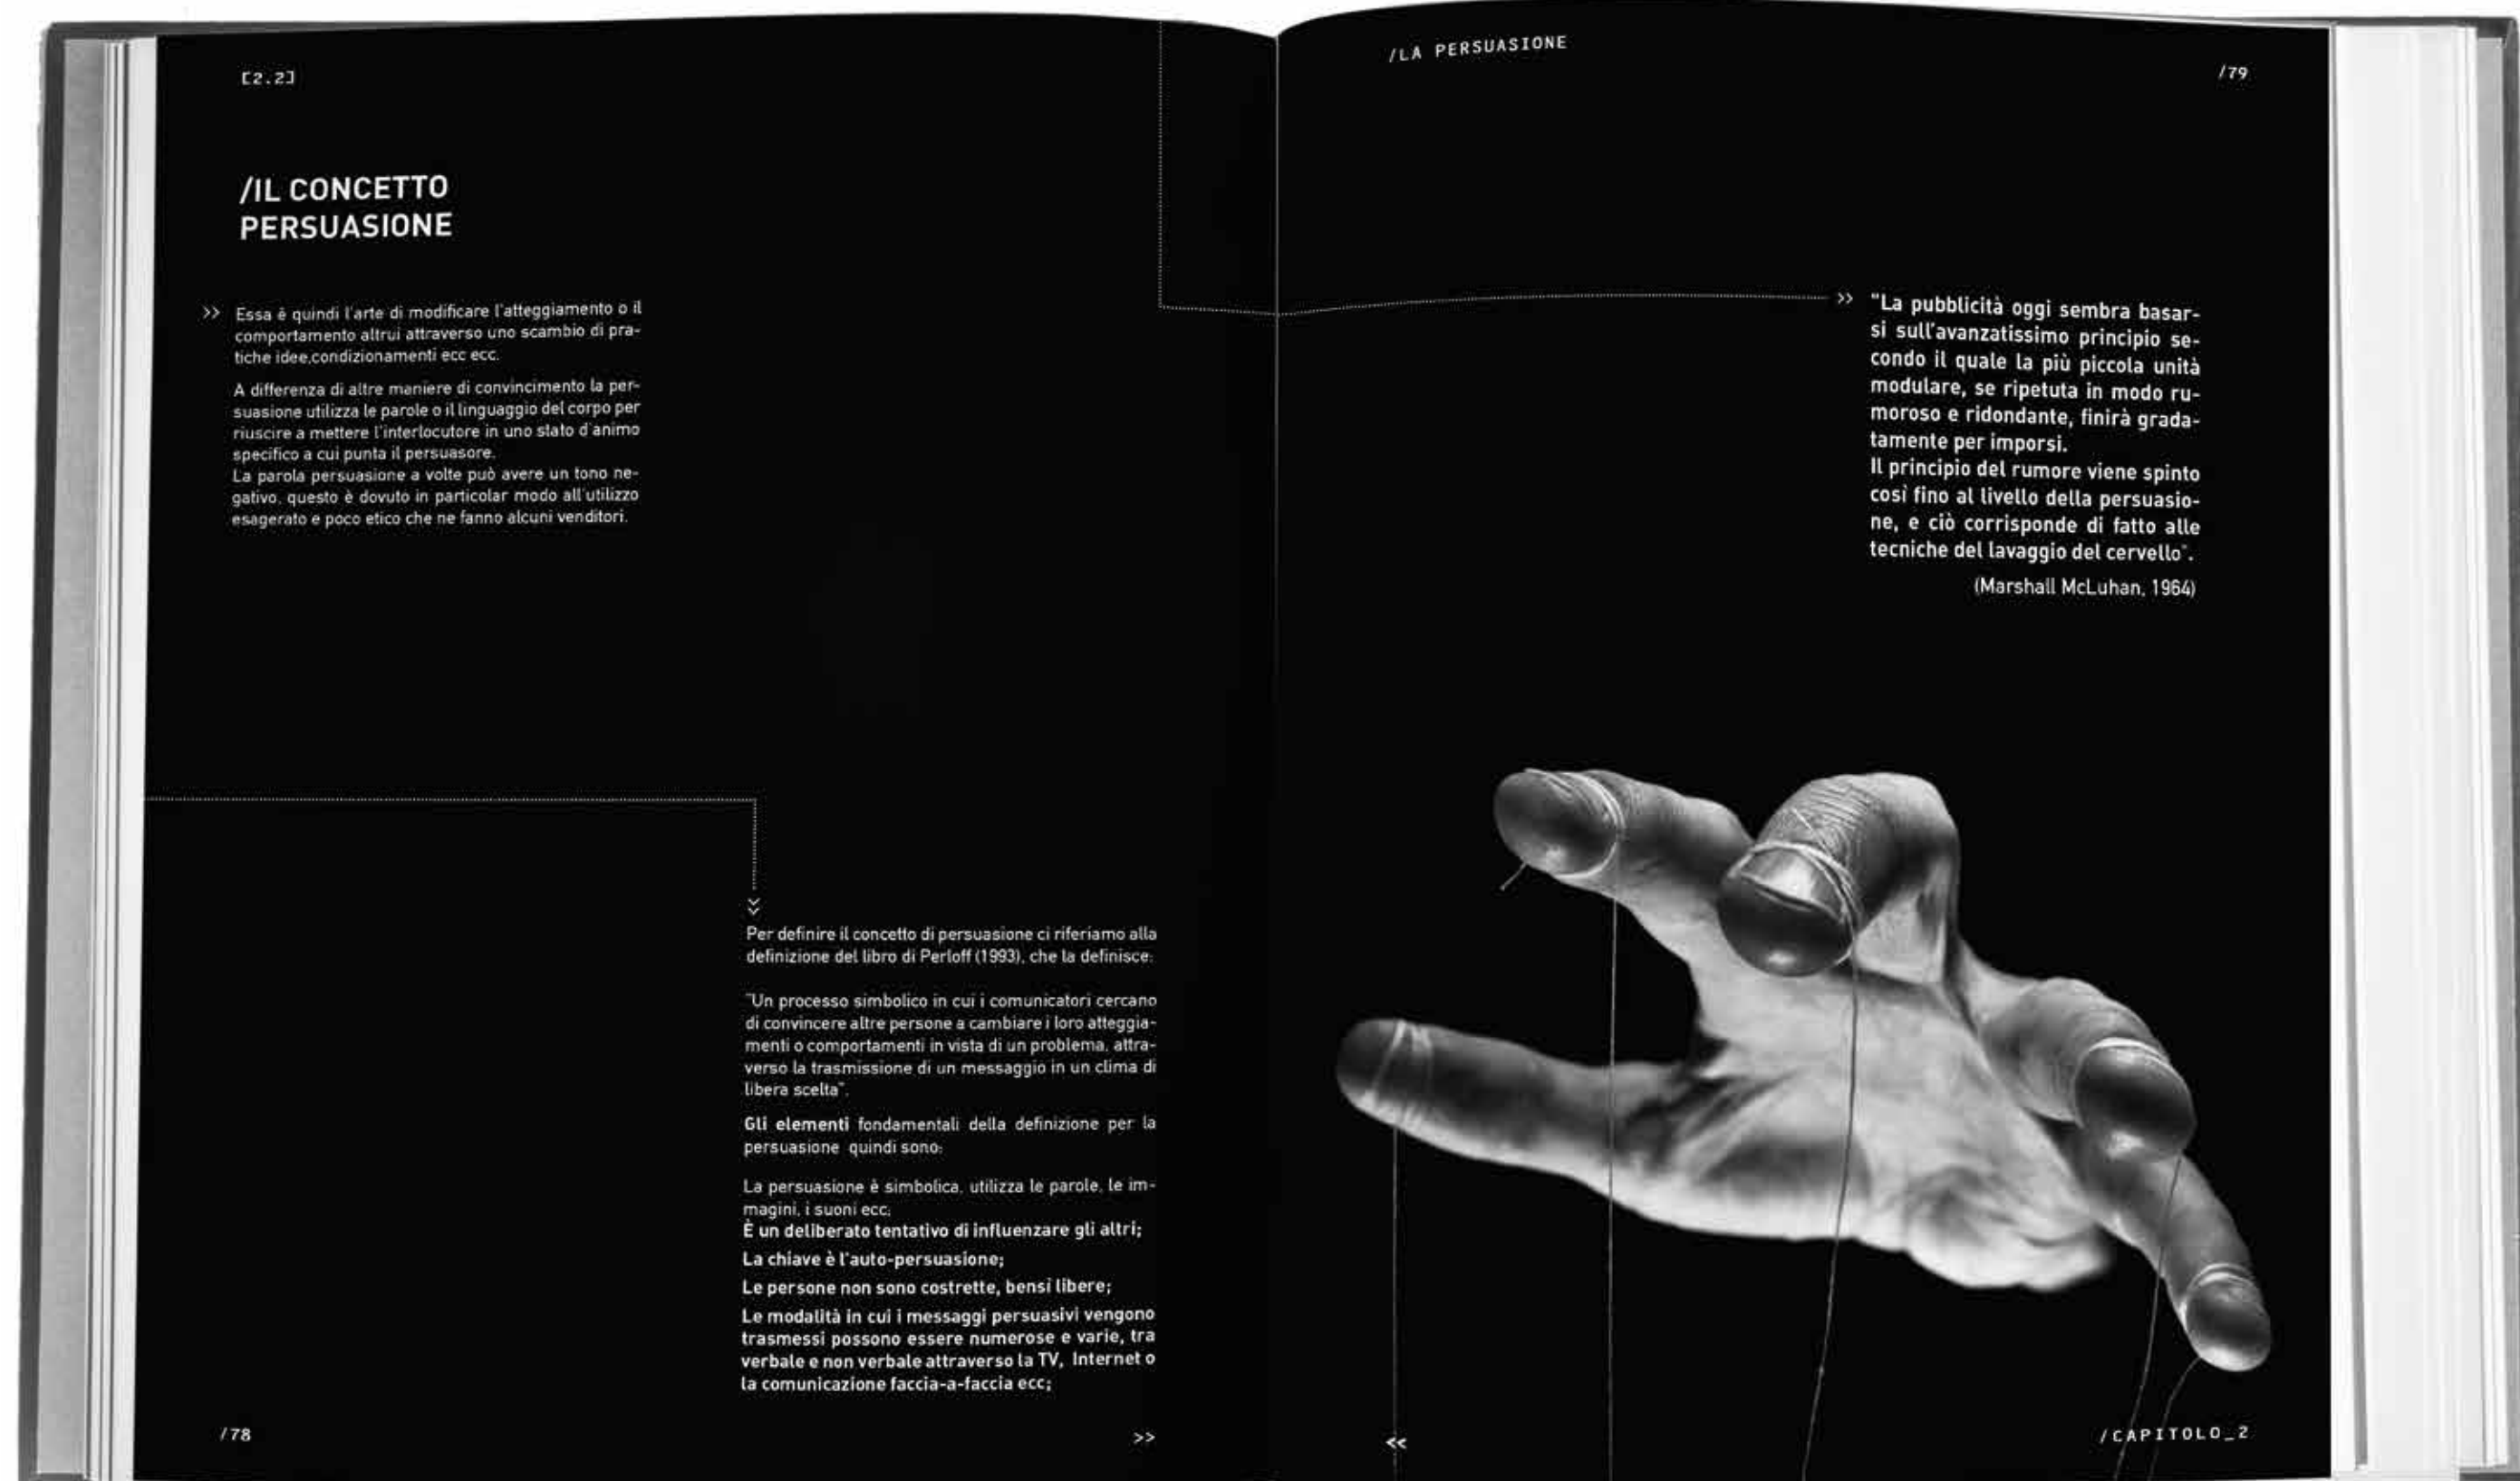 [2.2]
/IL CONCETTO
PERSUASIONE
>> Essa è quindi l'arte di modificare l'atteggiamento o il
comportamento altrui attraverso uno scambio di pra-
tiche idee,condizionamenti ecc ecc.
A differenza di altre maniere di convincimento la per-
suasione utilizza le parole o il linguaggio del corpo per
riuscire a mettere l'interlocutore in uno stato d'animo
specifico a cui punta il persuasore.
La parola persuasione a volte può avere un tono ne-
gativo, questo è dovuto in particolar modo all'utilizzo
esagerato e poco etico che ne fanno alcuni venditori.
>>
Per definire il concetto di persuasione ci riferiamo alla
definizione del libro di Perloff (1993), che la definisce:
"Un processo simbolico in cui i comunicatori cercano
di convincere altre persone a cambiare i loro atteggia-
menti o comportamenti in vista di un problema, attra-
verso la trasmissione di un messaggio in un clima di
libera scelta".
Gli elementi fondamentali della definizione per la
persuasione quindi sono:
La persuasione è simbolica, utilizza le parole, le im-
magini, i suoni ecc;
È un deliberato tentativo di influenzare gli altri;
La chiave è l'auto-persuasione;
Le persone non sono costrette, bensi libere;
Le modalità in cui i messaggi persuasivi vengono
trasmessi possono essere numerose e varie, tra
verbale e non verbale attraverso la TV, Internet o
la comunicazione faccia-a-faccia ecc;
/78
>>
/LA PERSUASIONE
/79
>> "La pubblicità oggi sembra basar-
si sull'avanzatissimo principio se-
condo il quale la più piccola unità
modulare, se ripetuta in modo ru-
moroso e ridondante, finirà grada-
tamente per imporsi.
Il principio del rumore viene spinto
così fino al livello della persuasio-
ne, e ciò corrisponde di fatto alle
tecniche del lavaggio del cervello".
(Marshall McLuhan, 1964)
<<
/CAPITOLO_2